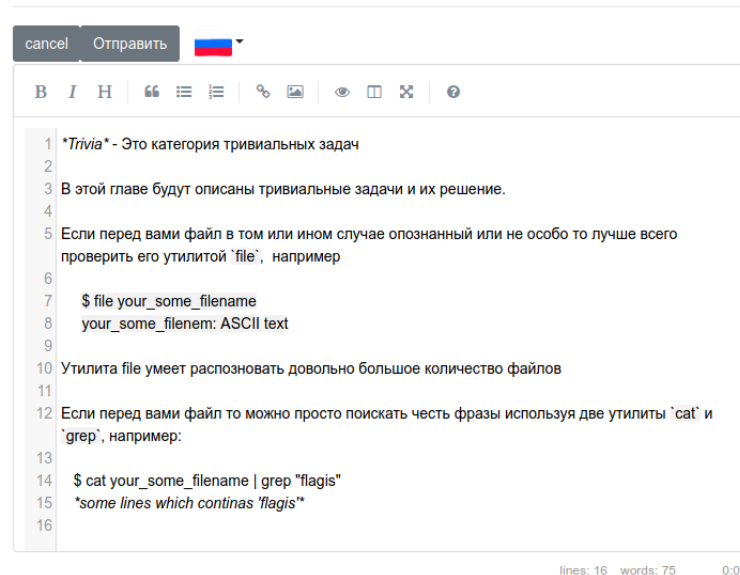 cancel Отправить
B I H
1 *Trivia* - Это категория тривиальных задач
2
3 В этой главе будут описаны тривиальные задачи и их решение.
4
5 Если перед вами файл в том или ином случае опознанный или не особо то лучше всего
проверить его утилитой `file`, например
6
7 $ file your_some_filename
8 your_some_filenem: ASCII text
9
10 Утилита file умеет распозновать довольно большое количество файлов
11
12 Если перед вами файл то можно просто поискать честь фразы используя две утилиты `cat` и
`grep`, например:
13
14 $ cat your_some_filename | grep "flagis"
15 *some lines which continas 'flagis'*
16
lines: 16 words: 75 0:0